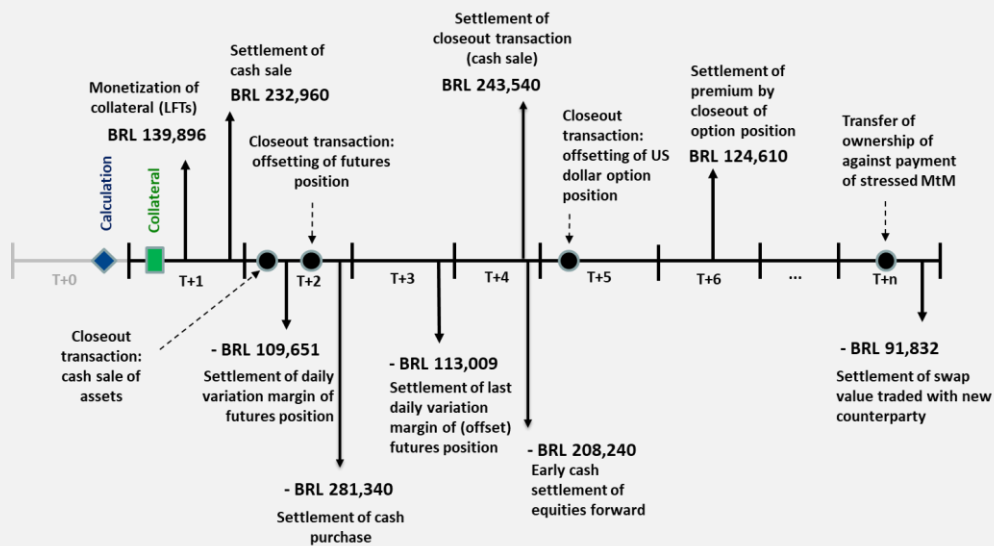 Settlement of
closeout transaction
(cash sale)
BRL 243,540
Settlement of
cash sale
BRL 232,960
Monetization of
collateral (LFTs)
BRL 139,896
Settlement of
premium by
closeout of
option position
BRL 124,610
Closeout transaction:
offsetting of futures
position
Closeout
transaction:
offsetting of US
dollar option
position
Transfer of
ownership of
against payment
of stressed MtM
Calculation
Collateral
T+0
T+1
T+2
T+3
T+4
T+5
T+6
...
T+n
Closeout
transaction:
cash sale of
assets
- BRL 109,651
Settlement of daily
variation margin of
futures position
- BRL 281,340
Settlement of cash
purchase
- BRL 113,009
Settlement of last
daily variation
margin of (offset)
futures position
- BRL 208,240
Early cash
settlement of
equities forward
- BRL 91,832
Settlement of swap
value traded with new
counterparty